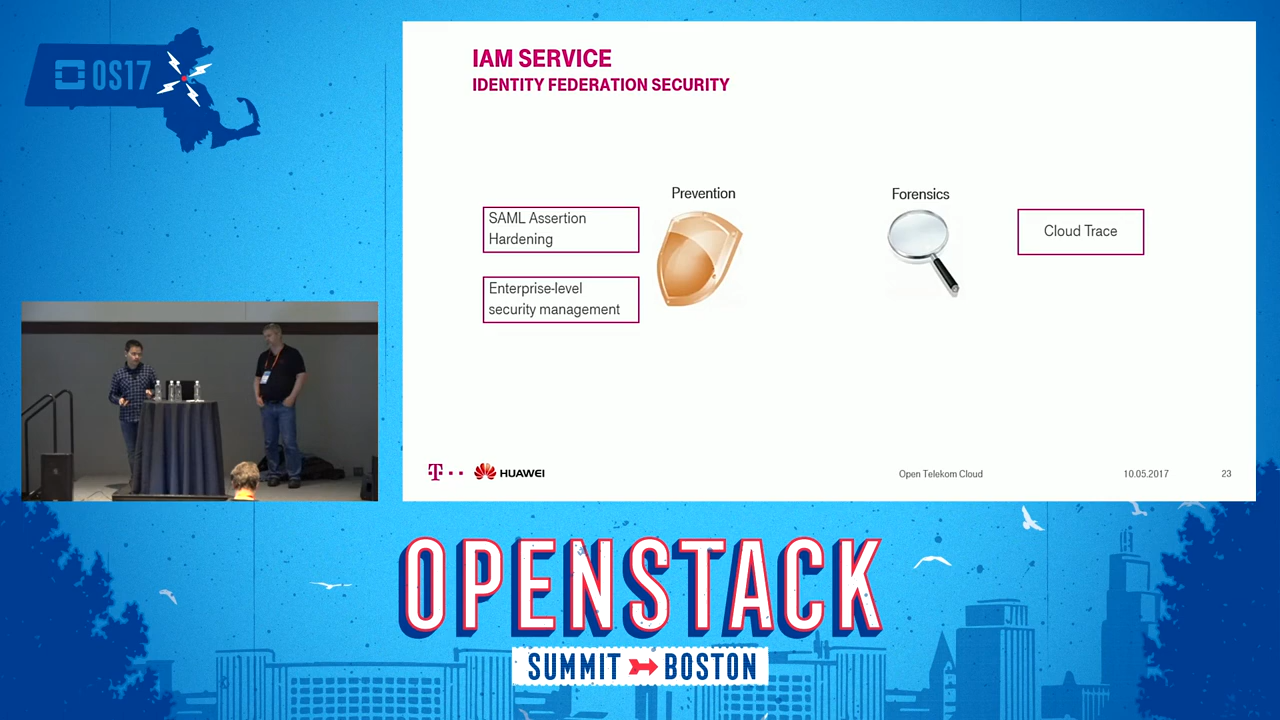 OS17
IAM SERVICE
IDENTITY FEDERATION SECURITY
Prevention
Forensics
SAML Assertion
Hardening
Cloud Trace
Enterprise-level
security management
T
HUAWEI
Open Telekom Cloud
10.05.2017
23
OPENSTACK
SUMMIT BOSTON